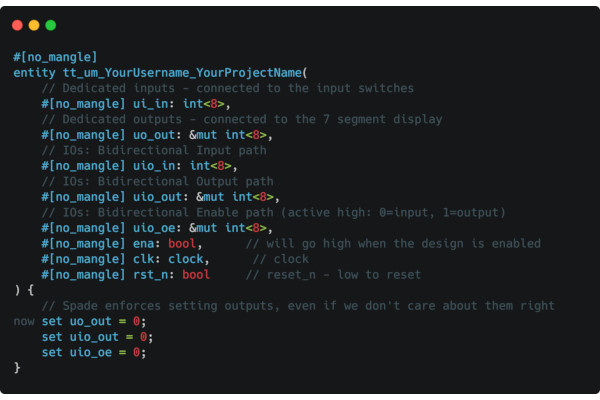 #[no_mangle]
entity tt_um_YourUsername_YourProjectName(
    // Dedicated inputs - connected to the input switches
    #[no_mangle] ui_in: int<8>,
    // Dedicated outputs - connected to the 7 segment display
    #[no_mangle] uo_out: &mut int<8>,
    // IOs: Bidirectional Input path
    #[no_mangle] uio_in: int<8>,
    // IOs: Bidirectional Output path
    #[no_mangle] uio_out: &mut int<8>,
    // IOs: Bidirectional Enable path (active high: 0=input, 1=output)
    #[no_mangle] uio_oe: &mut int<8>,
    #[no_mangle] ena: bool,      // will go high when the design is enabled
    #[no_mangle] clk: clock,      // clock
    #[no_mangle] rst_n: bool     // reset_n - low to reset
) {
    // Spade enforces setting outputs, even if we don't care about them right
now set uo_out = 0;
    set uio_out = 0;
    set uio_oe = 0;
}